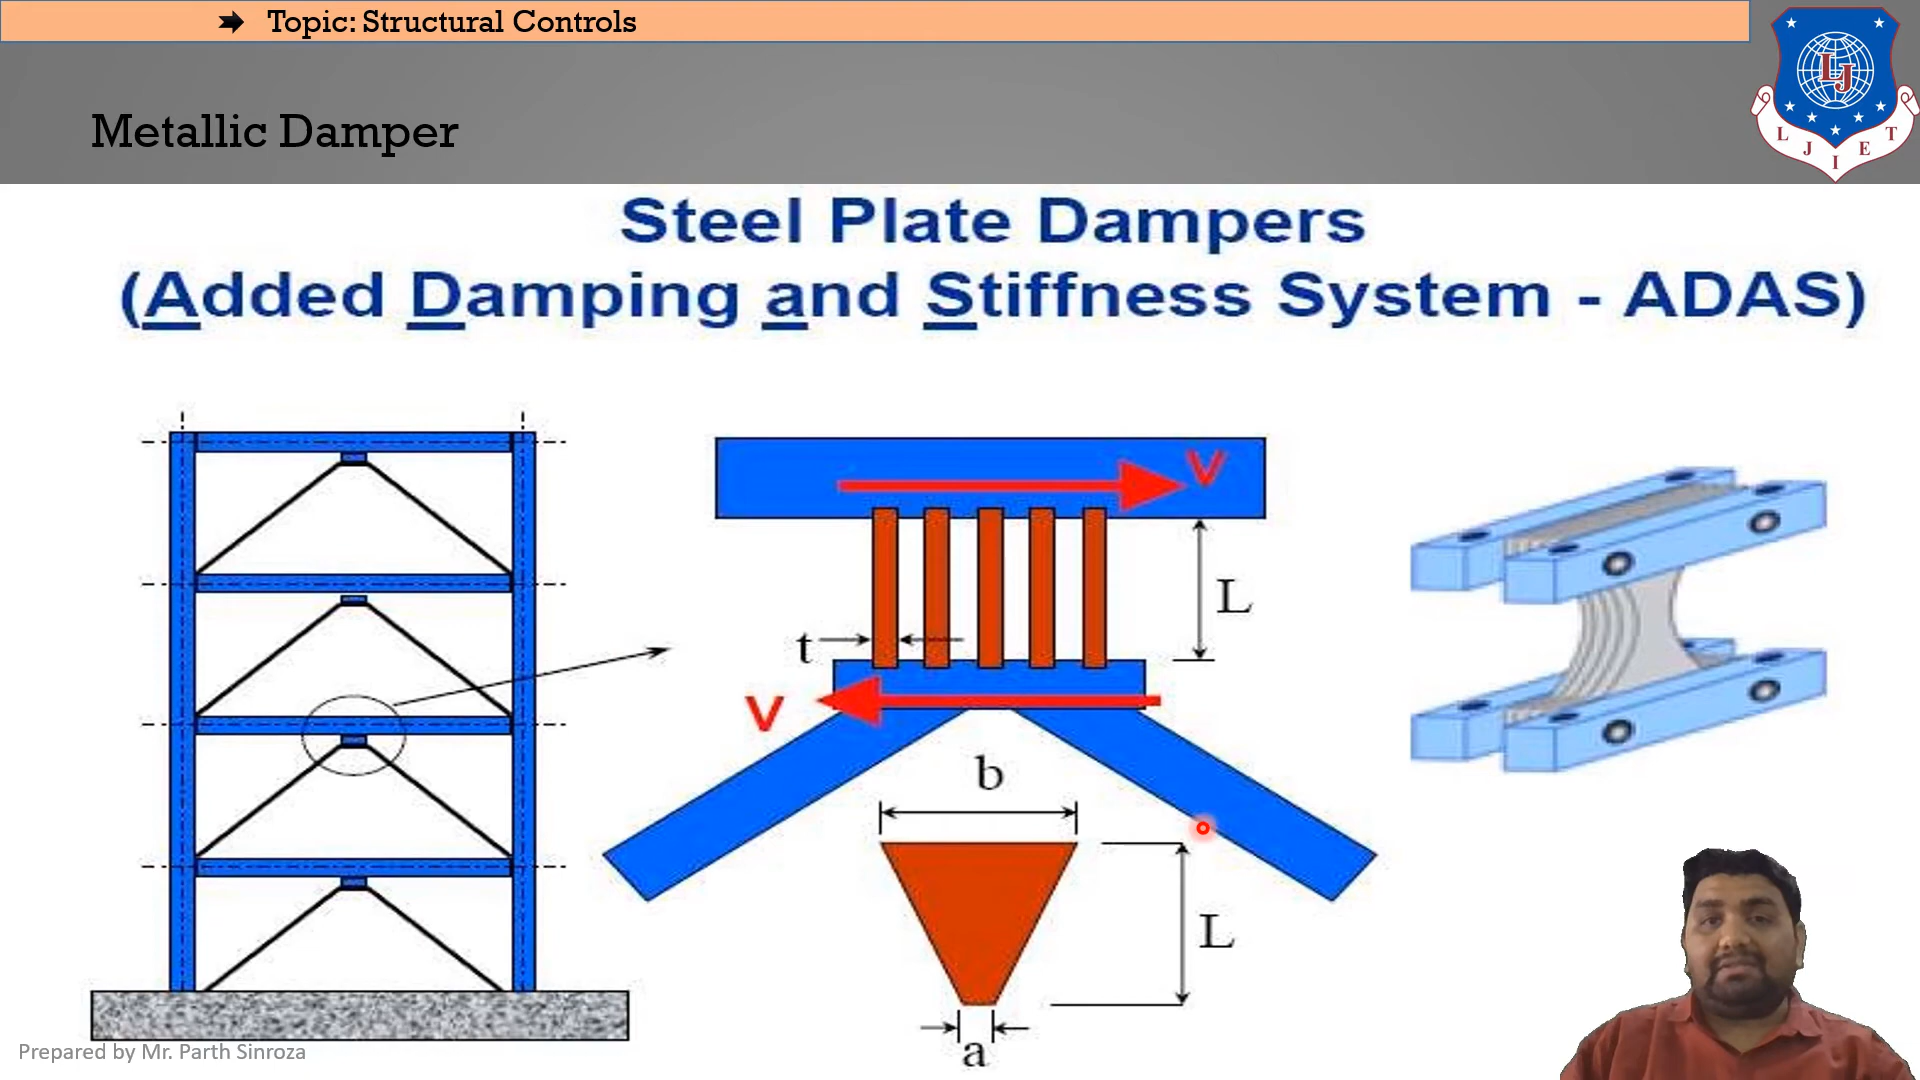 Topic: Structural Controls
Metallic Damper
LJ
L J I E T
Steel Plate Dampers
(Added Damping and Stiffness System - ADAS)
V
L
t
V
b
L
a
Prepared by Mr. Parth Sinroza